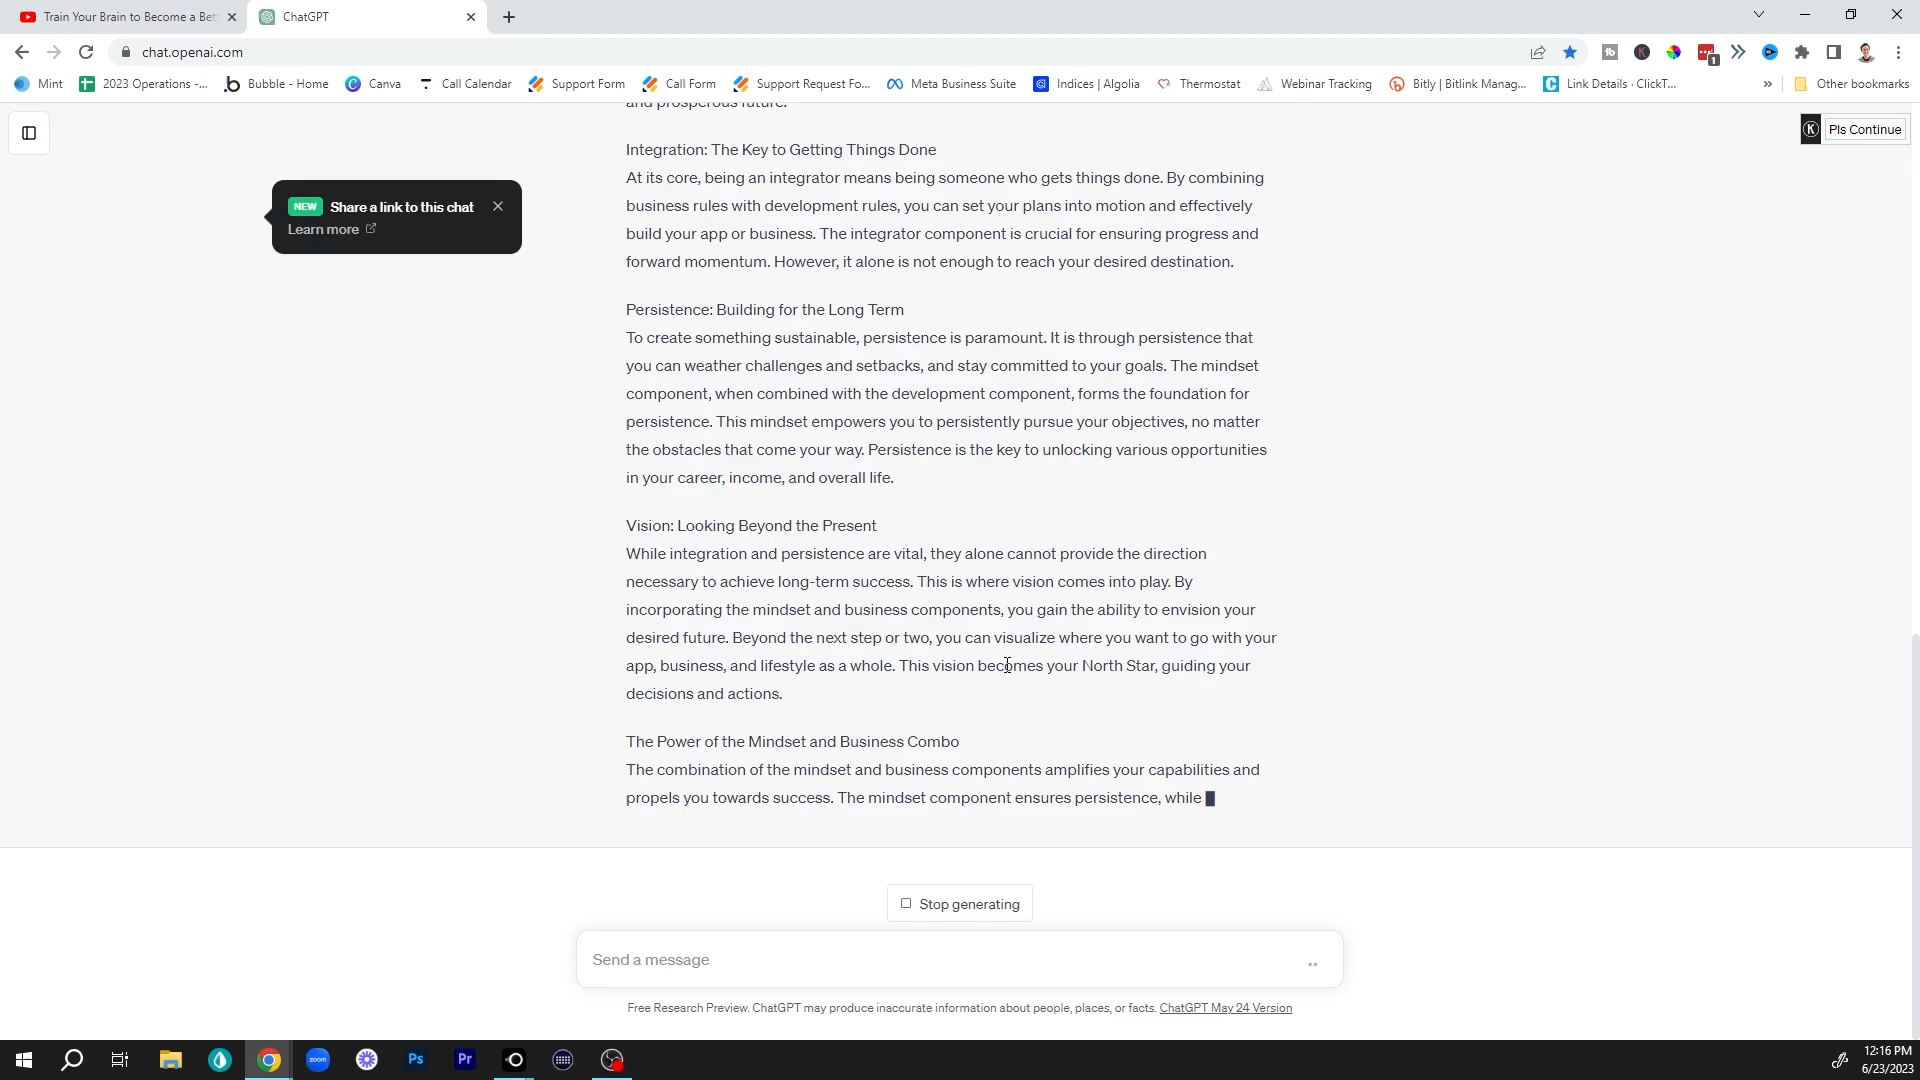 Train Your Brain to Become a Bet
ChatGPT
chat.openai.com
Mint
2023 Operations -...
Bubble - Home
Canva
Call Calendar
Support Form
Call Form
Support Request Fo...
Meta Business Suite
Indices | Algolia
Thermostat
Webinar Tracking
Bitly | Bitlink Manag...
Link Details · ClickT...
»
Other bookmarks
and prosperous future.
Pls Continue
Integration: The Key to Getting Things Done
At its core, being an integrator means being someone who gets things done. By combining
business rules with development rules, you can set your plans into motion and effectively
build your app or business. The integrator component is crucial for ensuring progress and
forward momentum. However, it alone is not enough to reach your desired destination.
NEW Share a link to this chat
Learn more
Persistence: Building for the Long Term
To create something sustainable, persistence is paramount. It is through persistence that
you can weather challenges and setbacks, and stay committed to your goals. The mindset
component, when combined with the development component, forms the foundation for
persistence. This mindset empowers you to persistently pursue your objectives, no matter
the obstacles that come your way. Persistence is the key to unlocking various opportunities
in your career, income, and overall life.
Vision: Looking Beyond the Present
While integration and persistence are vital, they alone cannot provide the direction
necessary to achieve long-term success. This is where vision comes into play. By
incorporating the mindset and business components, you gain the ability to envision your
desired future. Beyond the next step or two, you can visualize where you want to go with your
app, business, and lifestyle as a whole. This vision becomes your North Star, guiding your
decisions and actions.
The Power of the Mindset and Business Combo
The combination of the mindset and business components amplifies your capabilities and
propels you towards success. The mindset component ensures persistence, while
Stop generating
Send a message
Free Research Preview. ChatGPT may produce inaccurate information about people, places, or facts. ChatGPT May 24 Version
zoom
Ps
Pr
12:16 PM
6/23/2023